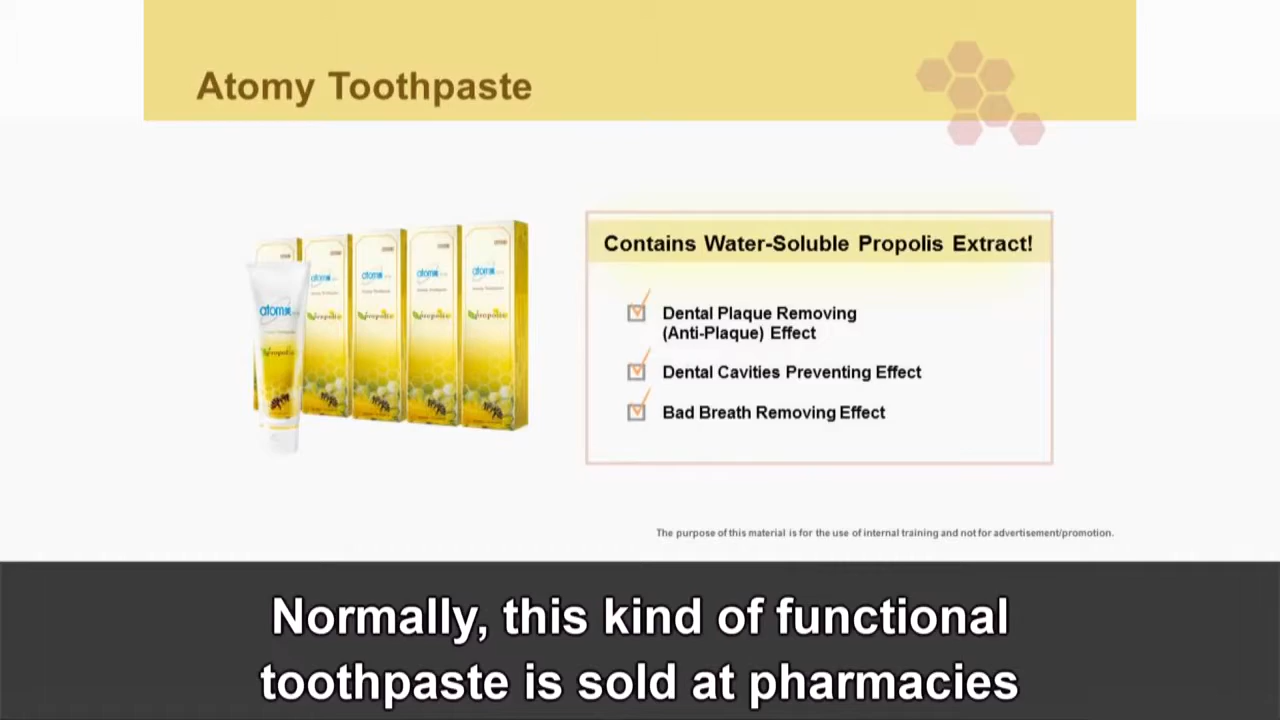 Atomy Toothpaste
Contains Water-Soluble Propolis Extract!
Dental Plaque Removing
(Anti-Plaque) Effect
Dental Cavities Preventing Effect
Bad Breath Removing Effect
atom
Propolis
The purpose of this material is for the use of internal training and not for advertisement/promotion.
Normally, this kind of functional
toothpaste is sold at pharmacies